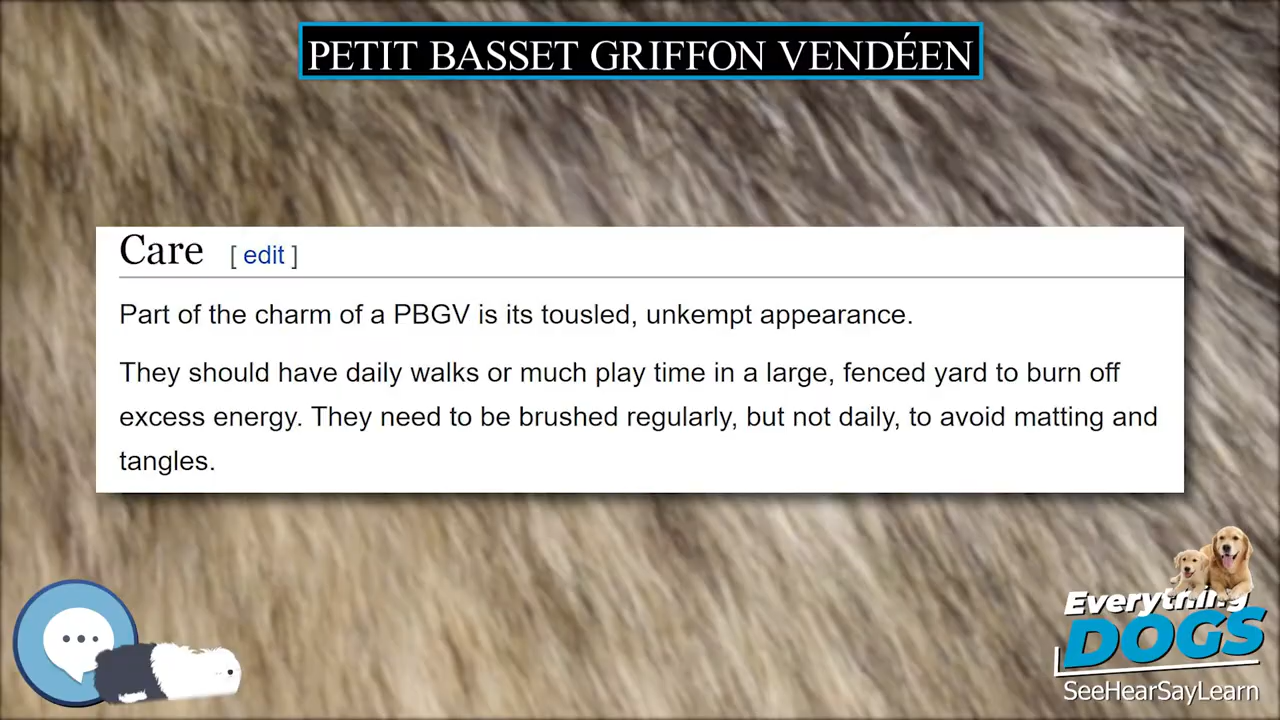 PETIT BASSET GRIFFON VENDÉEN
Care [ edit ]
Part of the charm of a PBGV is its tousled, unkempt appearance.
They should have daily walks or much play time in a large, fenced yard to burn off
excess energy. They need to be brushed regularly, but not daily, to avoid matting and
tangles.
Everything
DOGS
SeeHearSayLearn